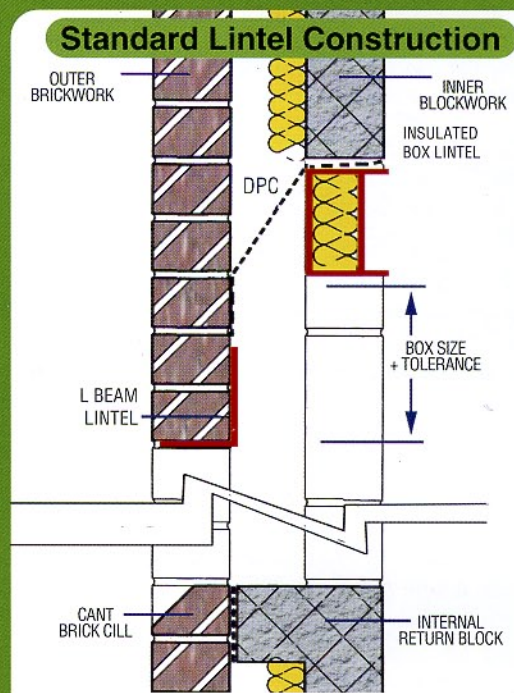 Standard Lintel Construction
OUTER
BRICKWORK
INNER
BLOCKWORK
INSULATED
BOX LINTEL
DPC
BOX SIZE
+ TOLERANCE
L BEAM
LINTEL
CANT
BRICK CILL
INTERNAL
RETURN BLOCK